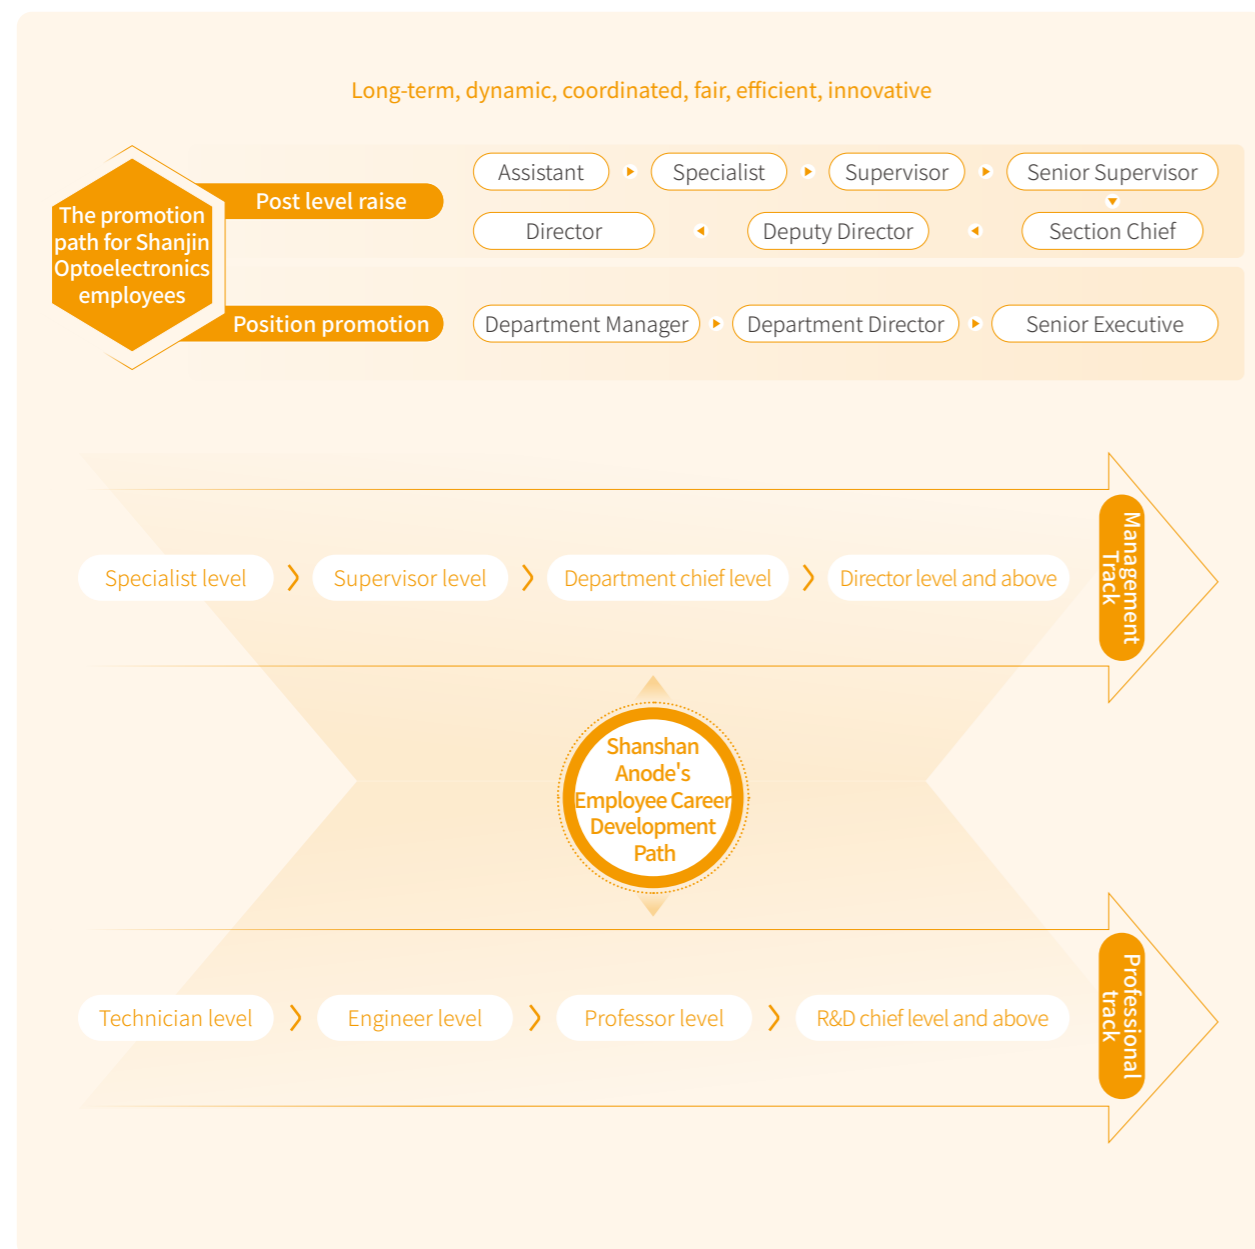 Long-term, dynamic, coordinated, fair, efficient, innovative
The promotion
path for Shanjin
Optoelectronics
employees
Post level raise
Assistant
Specialist
Supervisor
Senior Supervisor
Section Chief
Deputy Director
Director
Position promotion
Department Manager
Department Director
Senior Executive
Specialist level
Supervisor level
Department chief level
Director level and above
Management
Track
Shanshan
Anode's
Employee Career
Development
Path
Technician level
Engineer level
Professor level
R&D chief level and above
Professional
track